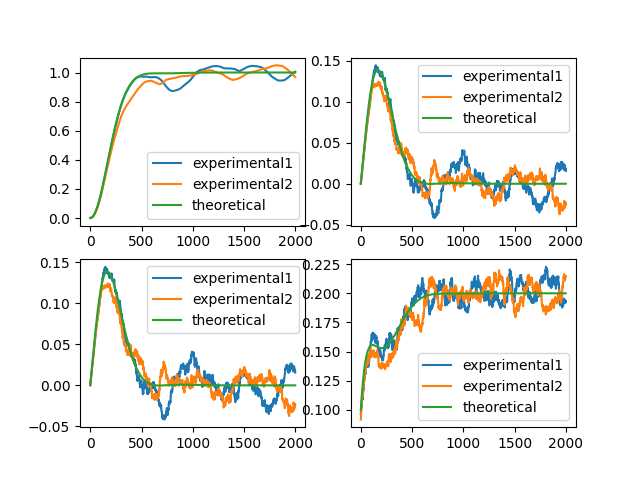 1.0
0.8
0.6
0.4
0.2
0.0
experimental1
experimental2
theoretical
0 500 1000 1500 2000
0.15
0.10
0.05
0.00
−0.05
experimental1
experimental2
theoretical
0 500 1000 1500 2000
0.15
0.10
0.05
0.00
−0.05
experimental1
experimental2
theoretical
0 500 1000 1500 2000
0.225
0.200
0.175
0.150
0.125
0.100
experimental1
experimental2
theoretical
0 500 1000 1500 2000